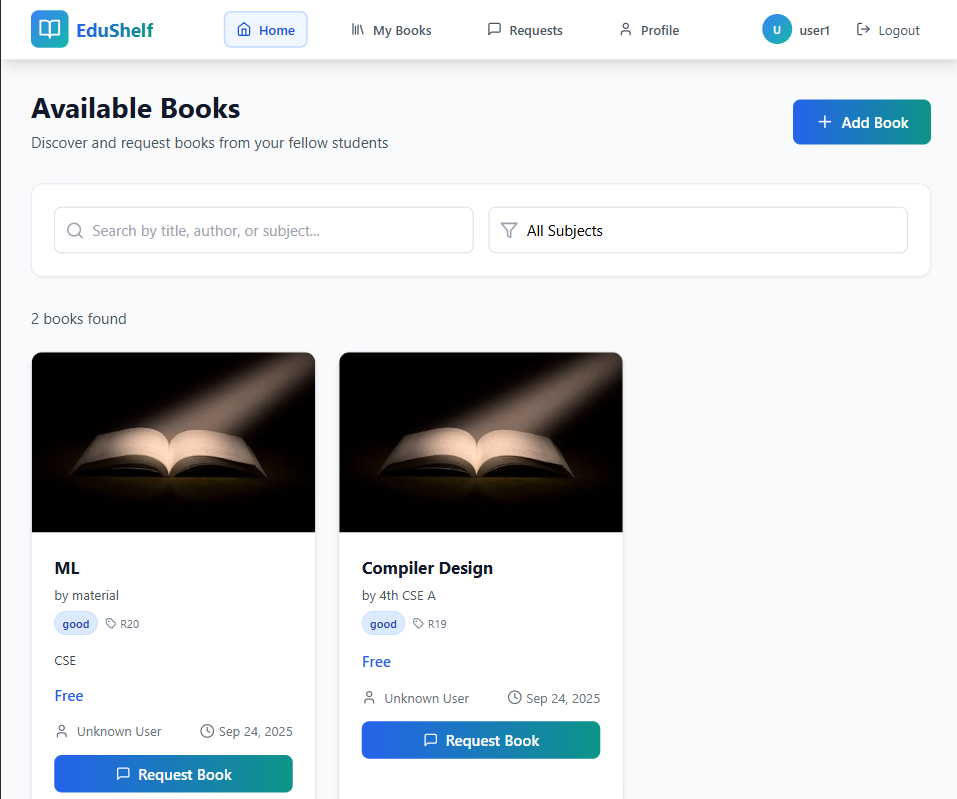 EduShelf
Home
My Books
Requests
Profile
U
user1
Logout
Available Books
Discover and request books from your fellow students
+ Add Book
Search by title, author, or subject...
All Subjects
2 books found
ML
by material
good
R20
CSE
Free
Unknown User
Sep 24, 2025
Request Book
Compiler Design
by 4th CSE A
good
R19
Free
Unknown User
Sep 24, 2025
Request Book